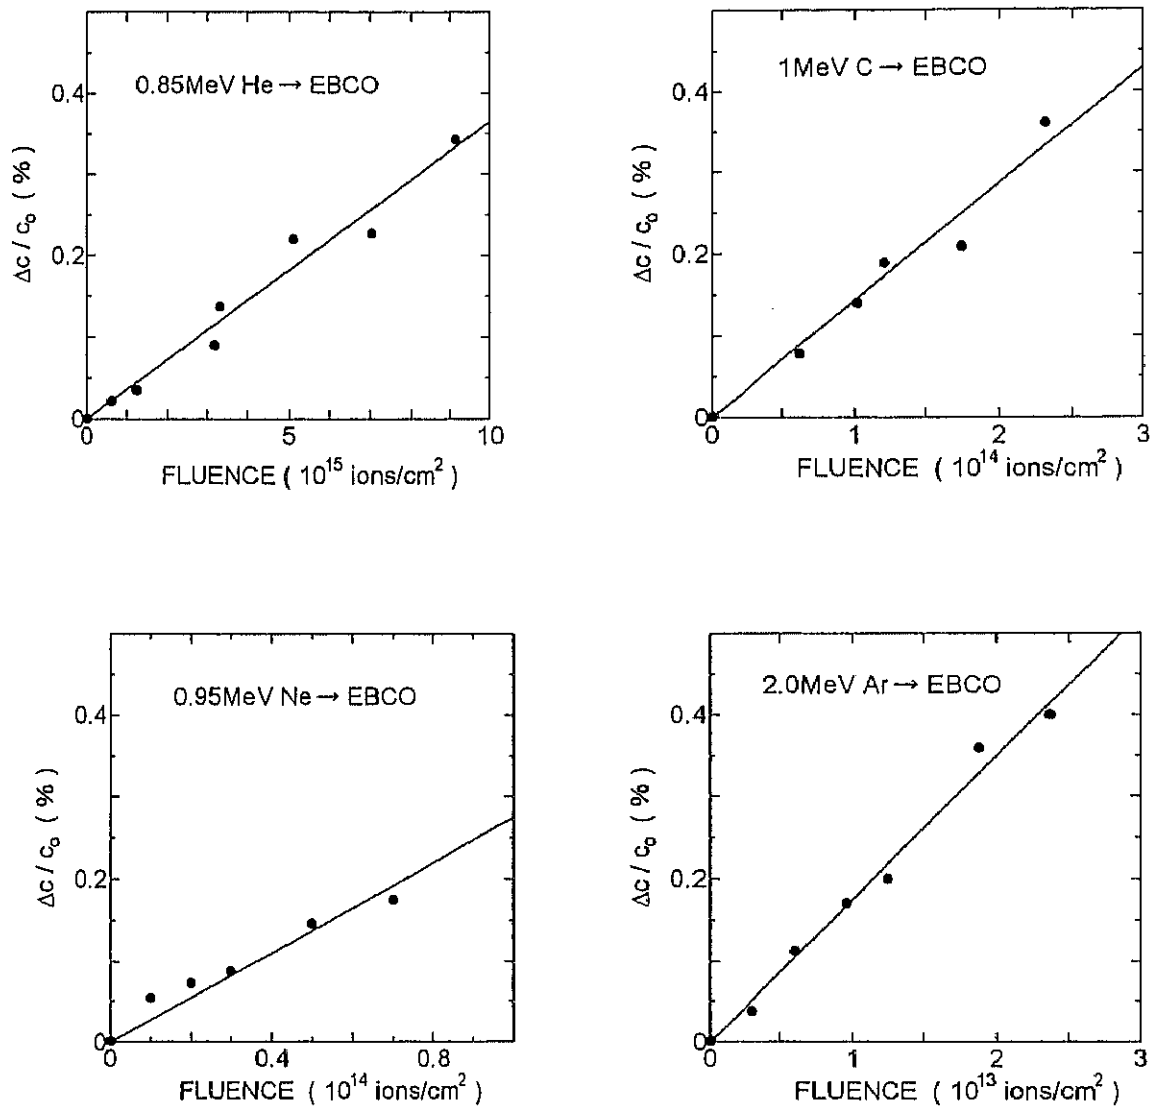 0.85MeV He → EBCO
0.4
0.2
0
Δc / c₀ ( % )
0 5 10
FLUENCE ( 10¹⁵ ions/cm² )
1MeV C → EBCO
0.4
0.2
0
Δc / c₀ ( % )
0 1 2 3
FLUENCE ( 10¹⁴ ions/cm² )
0.95MeV Ne → EBCO
0.4
0.2
0
Δc / c₀ ( % )
0 0.4 0.8
FLUENCE ( 10¹⁴ ions/cm² )
2.0MeV Ar → EBCO
0.4
0.2
0
Δc / c₀ ( % )
0 1 2 3
FLUENCE ( 10¹³ ions/cm² )